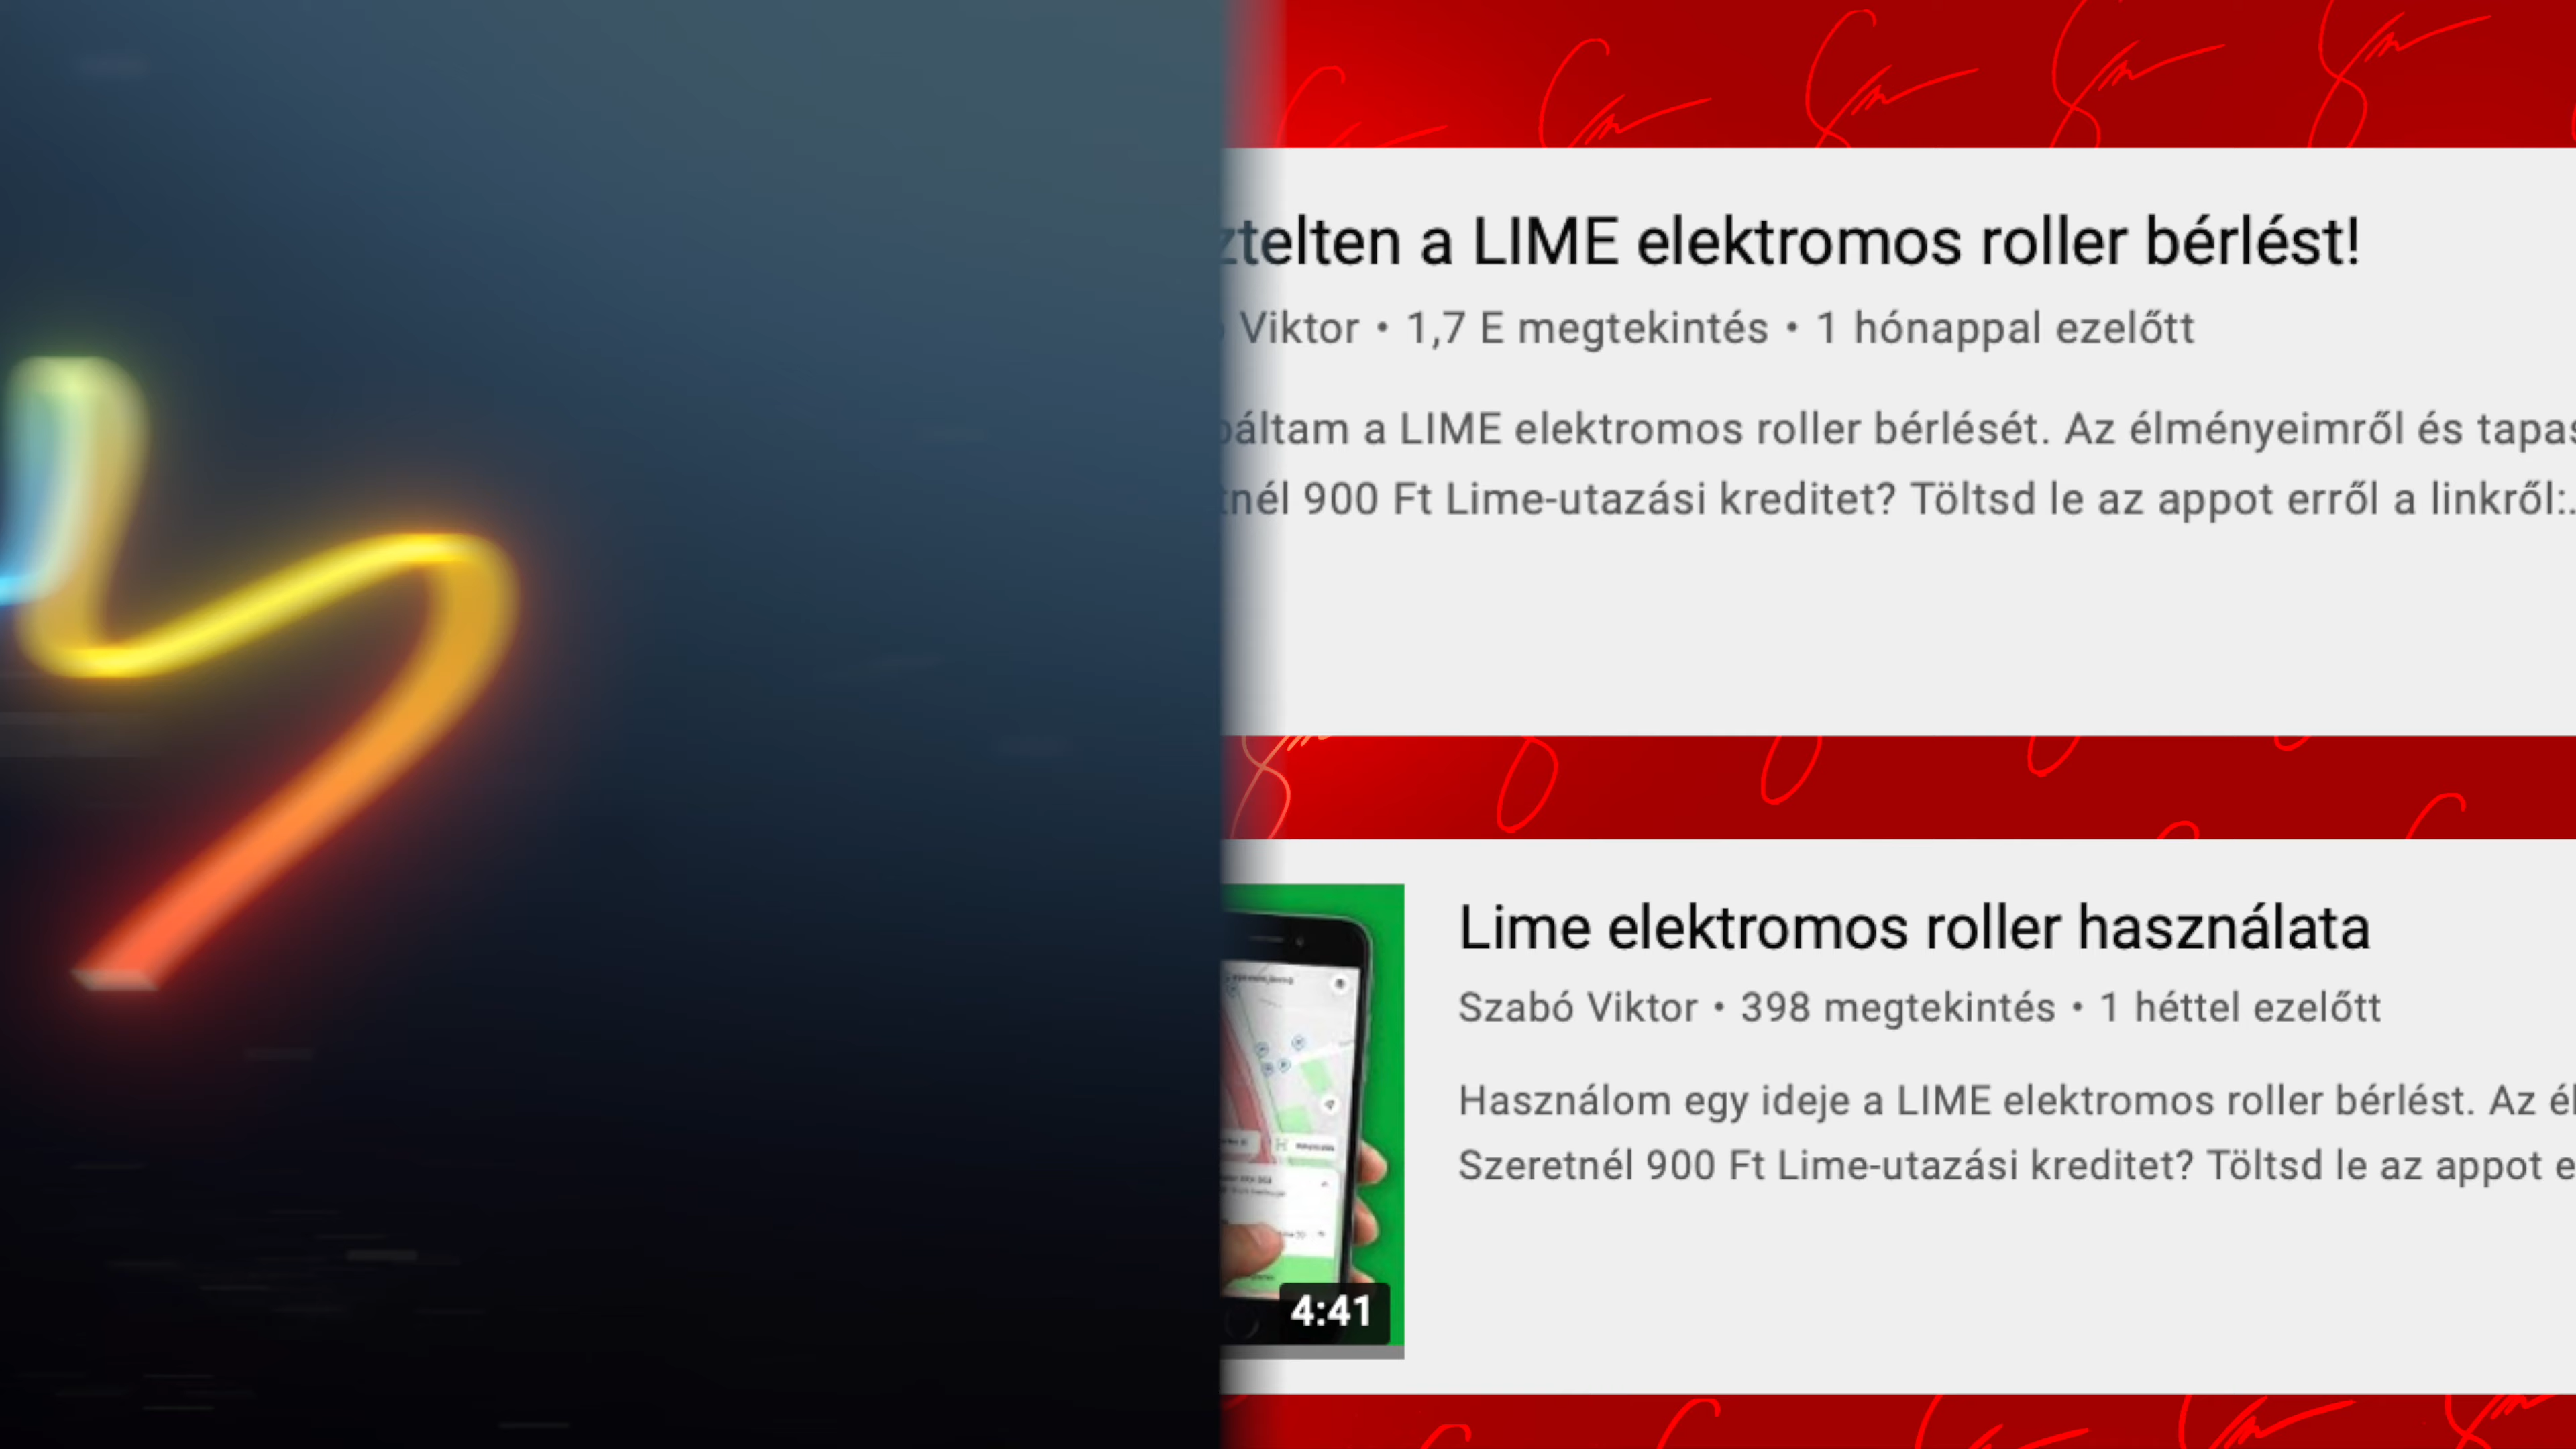 ztelten a LIME elektromos roller bérlést!
Viktor • 1,7 E megtekintés • 1 hónappal ezelőtt
báltam a LIME elektromos roller bérlését. Az élményeimről és tapas
tnél 900 Ft Lime-utazási kreditet? Töltsd le az appot erről a linkről:.
Lime elektromos roller használata
Szabó Viktor • 398 megtekintés • 1 héttel ezelőtt
Használom egy ideje a LIME elektromos roller bérlést. Az él
Szeretnél 900 Ft Lime-utazási kreditet? Töltsd le az appot e
4:41